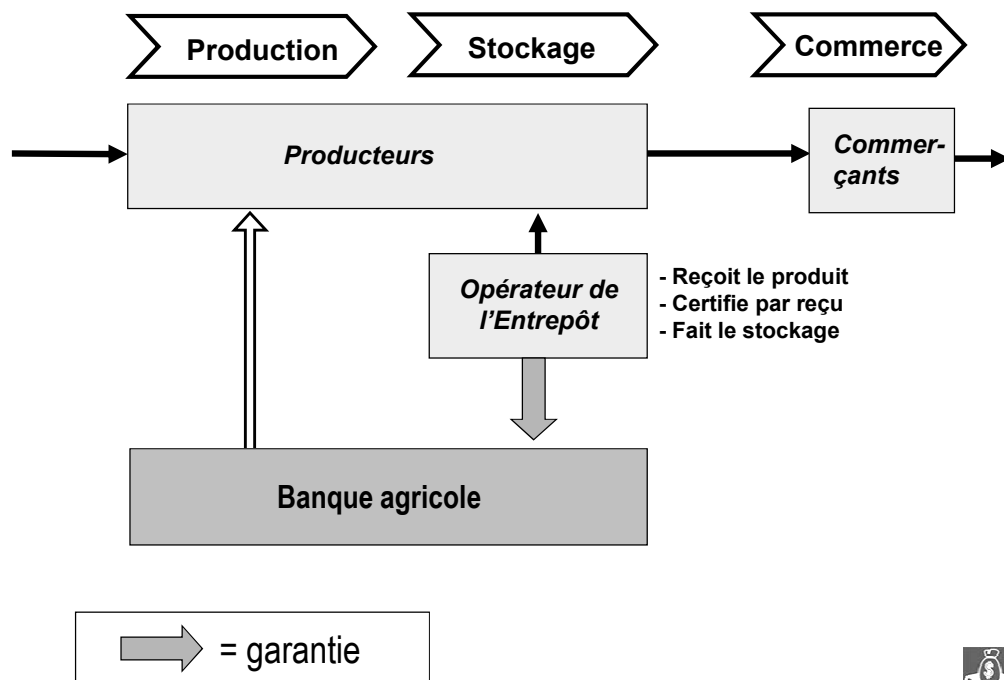 Production
Stockage
Commerce
Producteurs
Commer-
çants
Opérateur de
l’Entrepôt
- Reçoit le produit
- Certifie par reçu
- Fait le stockage
Banque agricole
= garantie
$